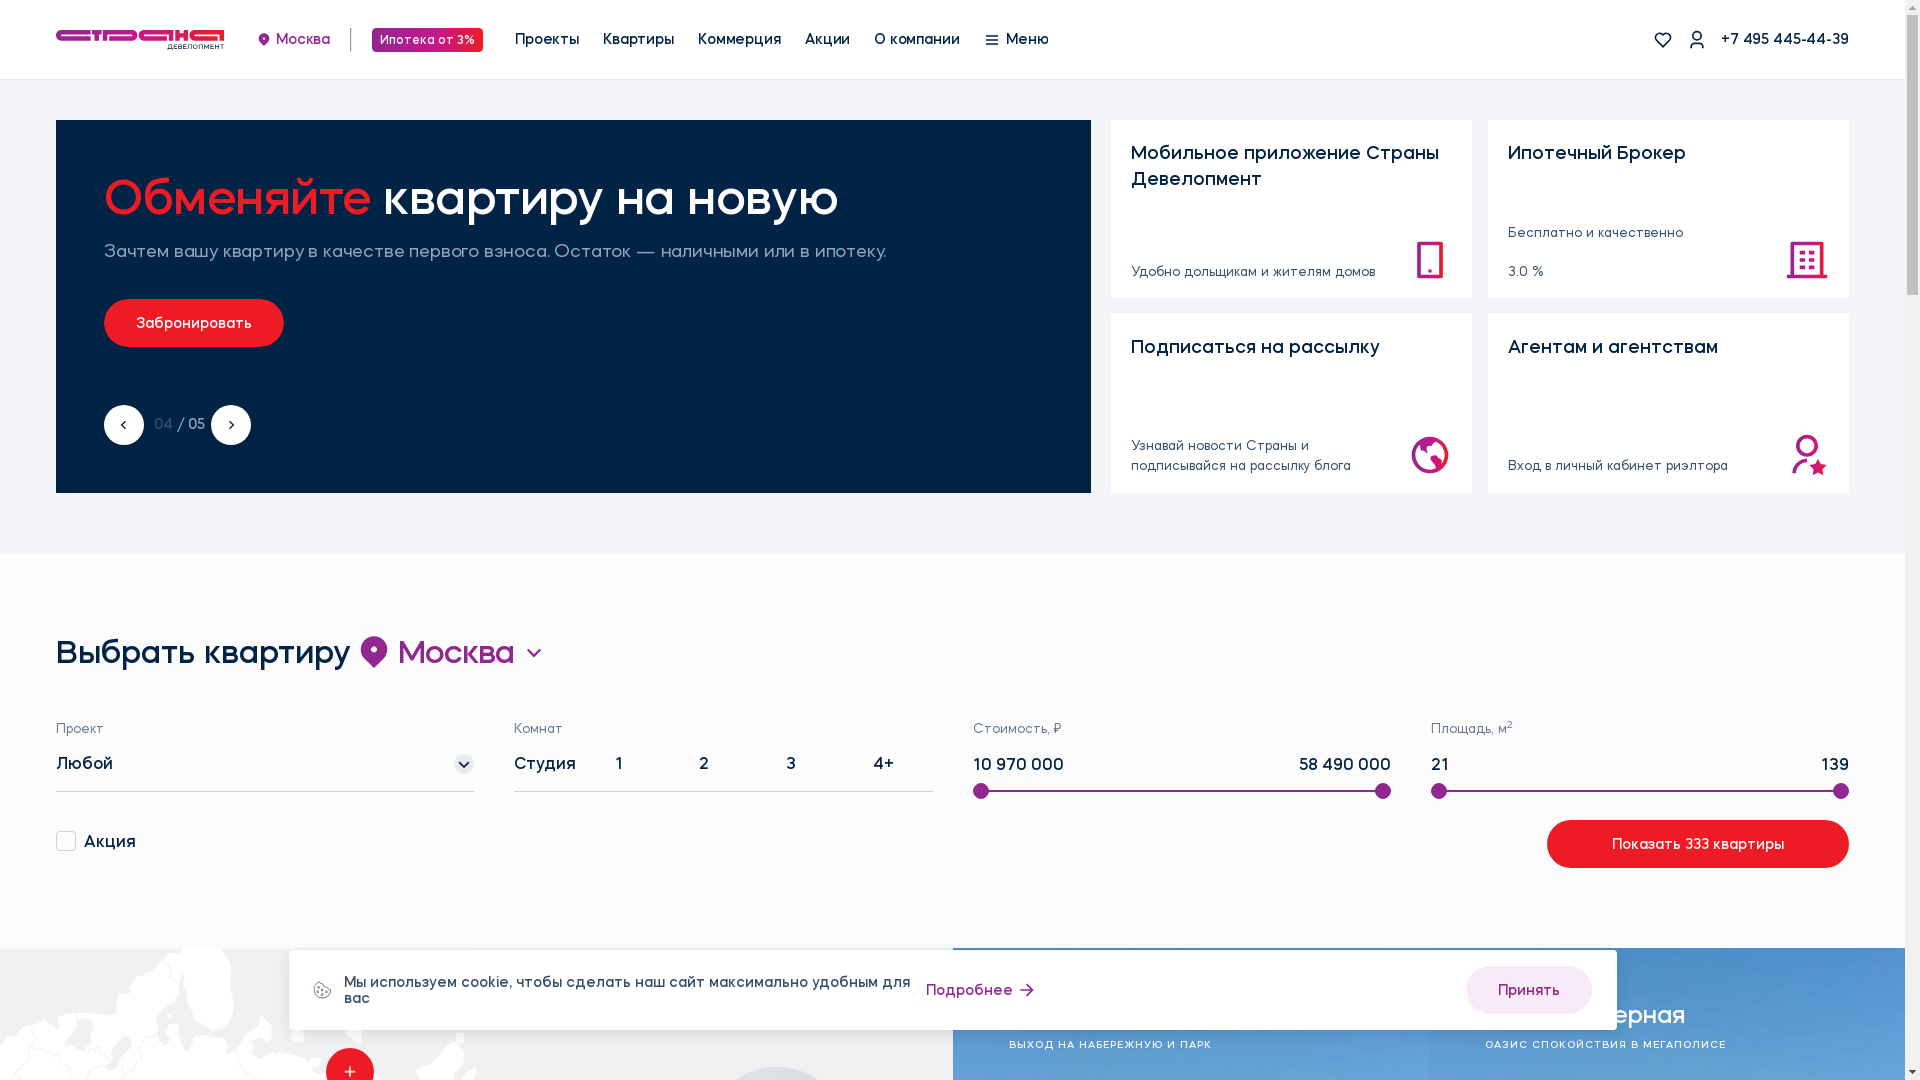 страна
ДЕВЕЛОПМЕНТ
Москва
Ипотека от 3%
Проекты
Квартиры
Коммерция
Акции
О компании
Меню
+7 495 445-44-39
Обменяйте квартиру на новую
Зачтем вашу квартиру в качестве первого взноса. Остаток — наличными или в ипотеку.
Забронировать
04 / 05
Мобильное приложение Страны
Девелопмент
Удобно дольщикам и жителям домов
Ипотечный Брокер
Бесплатно и качественно
3.0 %
Подписаться на рассылку
Узнавай новости Страны и
подписывайся на рассылку блога
Агентам и агентствам
Вход в личный кабинет риэлтора
Выбрать квартиру Москва
Проект
Любой
Комнат
Студия 1 2 3 4+
Стоимость, ₽
10 970 000 58 490 000
Площадь, м²
21 139
Акция
Показать 333 квартиры
Мы используем cookie, чтобы сделать наш сайт максимально удобным для
вас
Подробнее
Принять
ВЫХОД НА НАБЕРЕЖНУЮ И ПАРК
ОАЗИС СПОКОЙСТВИЯ В МЕГАПОЛИСЕ